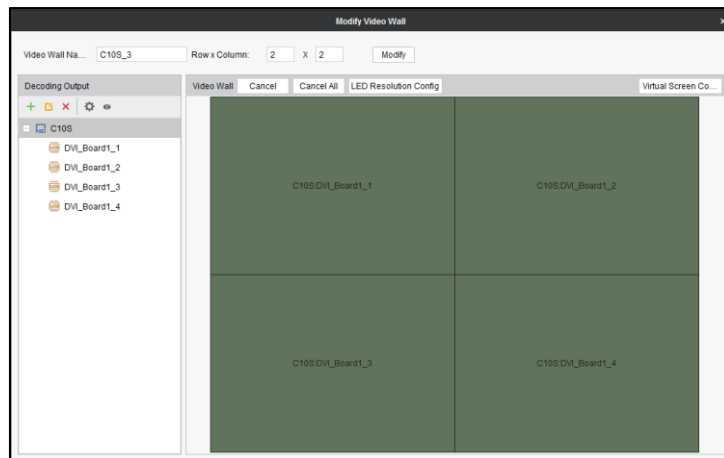 Modify Video Wall
Video Wall Na... C10S_3 Row x Column: 2 X 2 Modify
Decoding Output
Video Wall Cancel Cancel All LED Resolution Config Virtual Screen Co...
C10S
DVI_Board1_1
DVI_Board1_2
DVI_Board1_3
DVI_Board1_4
C10S:DVI_Board1_1 C10S:DVI_Board1_2
C10S:DVI_Board1_3 C10S:DVI_Board1_4